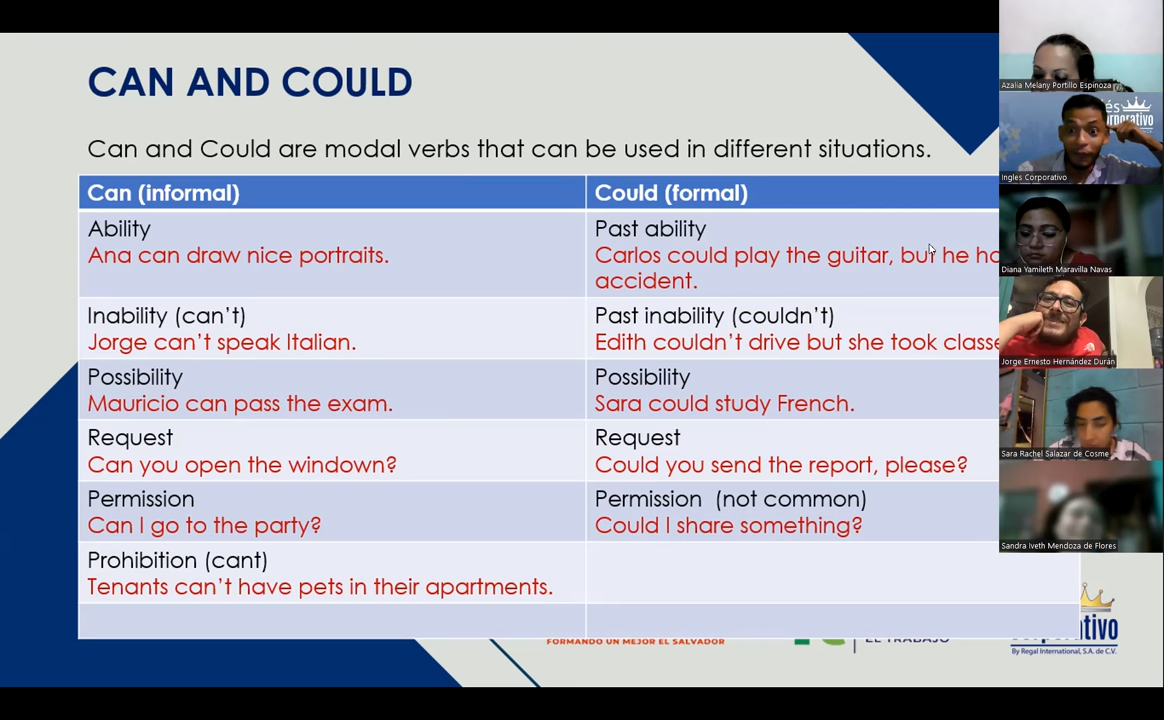 CAN AND COULD
Can and Could are modal verbs that can be used in different situations.
Can (informal)
Could (formal)
Ability
Ana can draw nice portraits.
Past ability
Carlos could play the guitar, but he
accident.
Inability (can't)
Jorge can't speak Italian.
Past inability (couldn't)
Edith couldn't drive but she took
Possibility
Mauricio can pass the exam.
Possibility
Sara could study French.
Request
Can you open the windown?
Request
Could you send the report, please?
Permission
Can I go to the party?
Permission (not common)
Could I share something?
Prohibition (cant)
Tenants can't have pets in their apartments.
FORMANDO UN MEJOR EL SALVADOR
EL TRABAJO
By Regal International, S.A. de C.V.
Azalia Melany Portillo Espinoza
Ingles Corporativo
Diana Yamileth Maravilla Navas
Jorge Ernesto Hernández Durán
Sara Rachel Salazar de Cosme
Sandra Iveth Mendoza de Flores